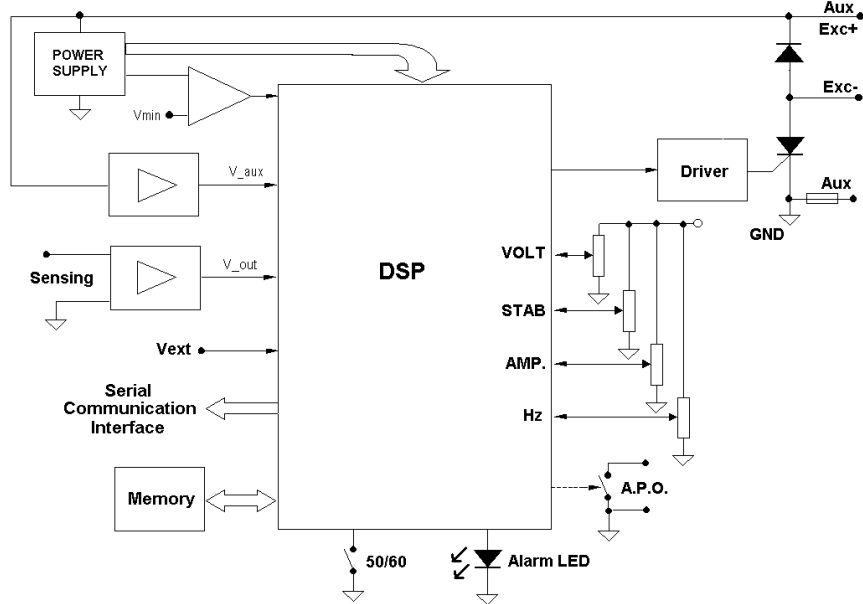 Aux
Exc+
POWER
SUPPLY
Exc-
Vmin
V_aux
Driver
Aux
GND
VOLT
DSP
V_out
Sensing
STAB
Vext
AMP.
Serial
Communication
Interface
Hz
Memory
A.P.O.
50/60
Alarm LED